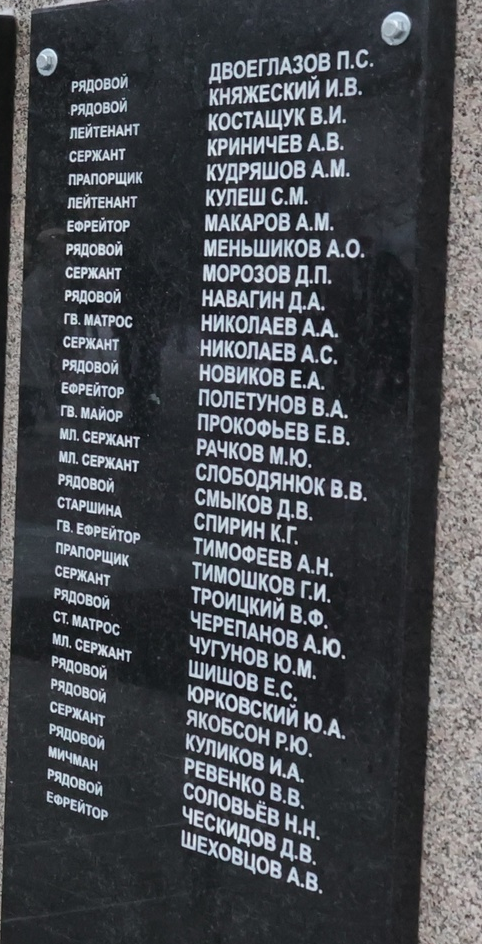 РЯДОВОЙ ДВОЕГЛАЗОВ П.С.
РЯДОВОЙ КНЯЖЕСКИЙ И.В.
ЛЕЙТЕНАНТ КОСТАЩУК В.И.
СЕРЖАНТ КРИНИЧЕВ А.В.
ПРАПОРЩИК КУДРЯШОВ А.М.
ЛЕЙТЕНАНТ КУЛЕШ С.М.
ЕФРЕЙТОР МАКАРОВ А.М.
РЯДОВОЙ МЕНЬШИКОВ А.О.
СЕРЖАНТ МОРОЗОВ Д.П.
РЯДОВОЙ НАВАГИН Д.А.
ГВ. МАТРОС НИКОЛАЕВ А.А.
СЕРЖАНТ НИКОЛАЕВ А.С.
РЯДОВОЙ НОВИКОВ Е.А.
ЕФРЕЙТОР ПОЛЕТУНОВ В.А.
ГВ. МАЙОР ПРОКОФЬЕВ Е.В.
МЛ. СЕРЖАНТ РАЧКОВ М.Ю.
МЛ. СЕРЖАНТ СЛОБОДЯНЮК В.В.
РЯДОВОЙ СМЫКОВ Д.В.
СТАРШИНА СПИРИН К.Г.
ГВ. ЕФРЕЙТОР ТИМОФЕЕВ А.Н.
ПРАПОРЩИК ТИМОШКОВ Г.И.
СЕРЖАНТ ТРОИЦКИЙ В.Ф.
РЯДОВОЙ ЧЕРЕПАНОВ А.Ю.
СТ. МАТРОС ЧУГУНОВ Ю.М.
МЛ. СЕРЖАНТ ШИШОВ Е.С.
РЯДОВОЙ ЮРКОВСКИЙ Ю.А.
РЯДОВОЙ ЯКОБСОН Р.Ю.
СЕРЖАНТ КУЛИКОВ И.А.
РЯДОВОЙ РЕВЕНКО В.В.
МИЧМАН СОЛОВЬЁВ Н.Н.
РЯДОВОЙ ЧЕСКИДОВ Д.В.
ЕФРЕЙТОР ШЕХОВЦОВ А.В.